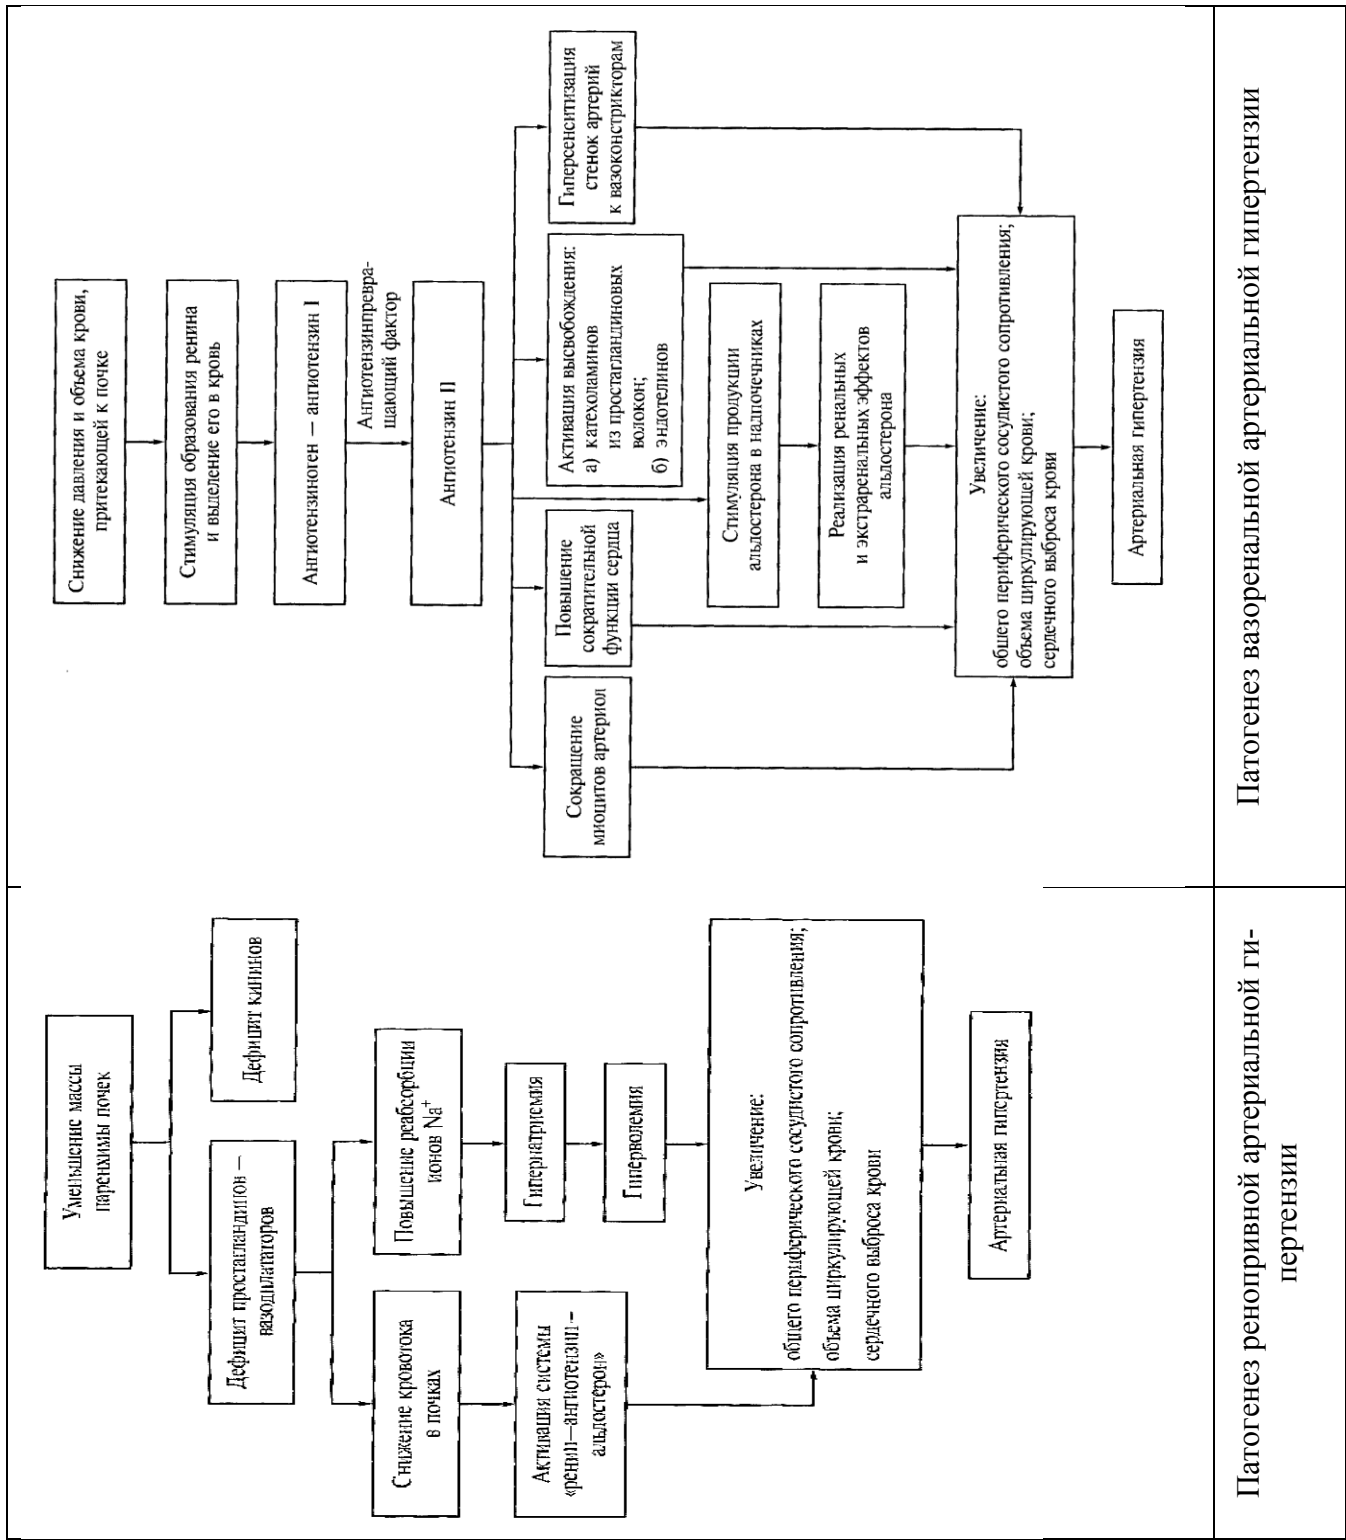 Уменьшение массы
паренхимы почек
Дефицит простагландинон —
вазодилататоров
Дефицит кининов
Снижение кровотока
в почках
Повышение реабсорбции
ионов Na⁺
Активация системы
«ренин—ангиотензин—
альдостерон»
Гипернатриемия
Гиперволемия
Увеличение:
общего периферического сосудистого сопротивления;
объема циркулирующей крови;
сердечного выброса крови
Артериальная гипертензия
Патогенез ренопривной артериальной ги-
пертензии
Снижение давления и объема крови,
притекающей к почке
Стимуляция образования ренина
и выделение его в кровь
Ангиотензиноген — ангиотензин I
Ангиотензинпревра-
щающий фактор
Ангиотензин II
Сокращение
миоцитов артериол
Повышение
сократительной
функции сердца
Активация высвобождения:
а) катехоламинов
из простагландиновых
волокон;
б) эндотелинов
Гиперсенситизация
стенок артерий
к вазоконстрикторам
Стимуляция продукции
альдостерона в надпочечниках
Реализация ренальных
и экстраренальных эффектов
альдостерона
Увеличение:
общего периферического сосудистого сопротивления;
объема циркулирующей крови;
сердечного выброса крови
Артериальная гипертензия
Патогенез вазоренальной артериальной гипертензии